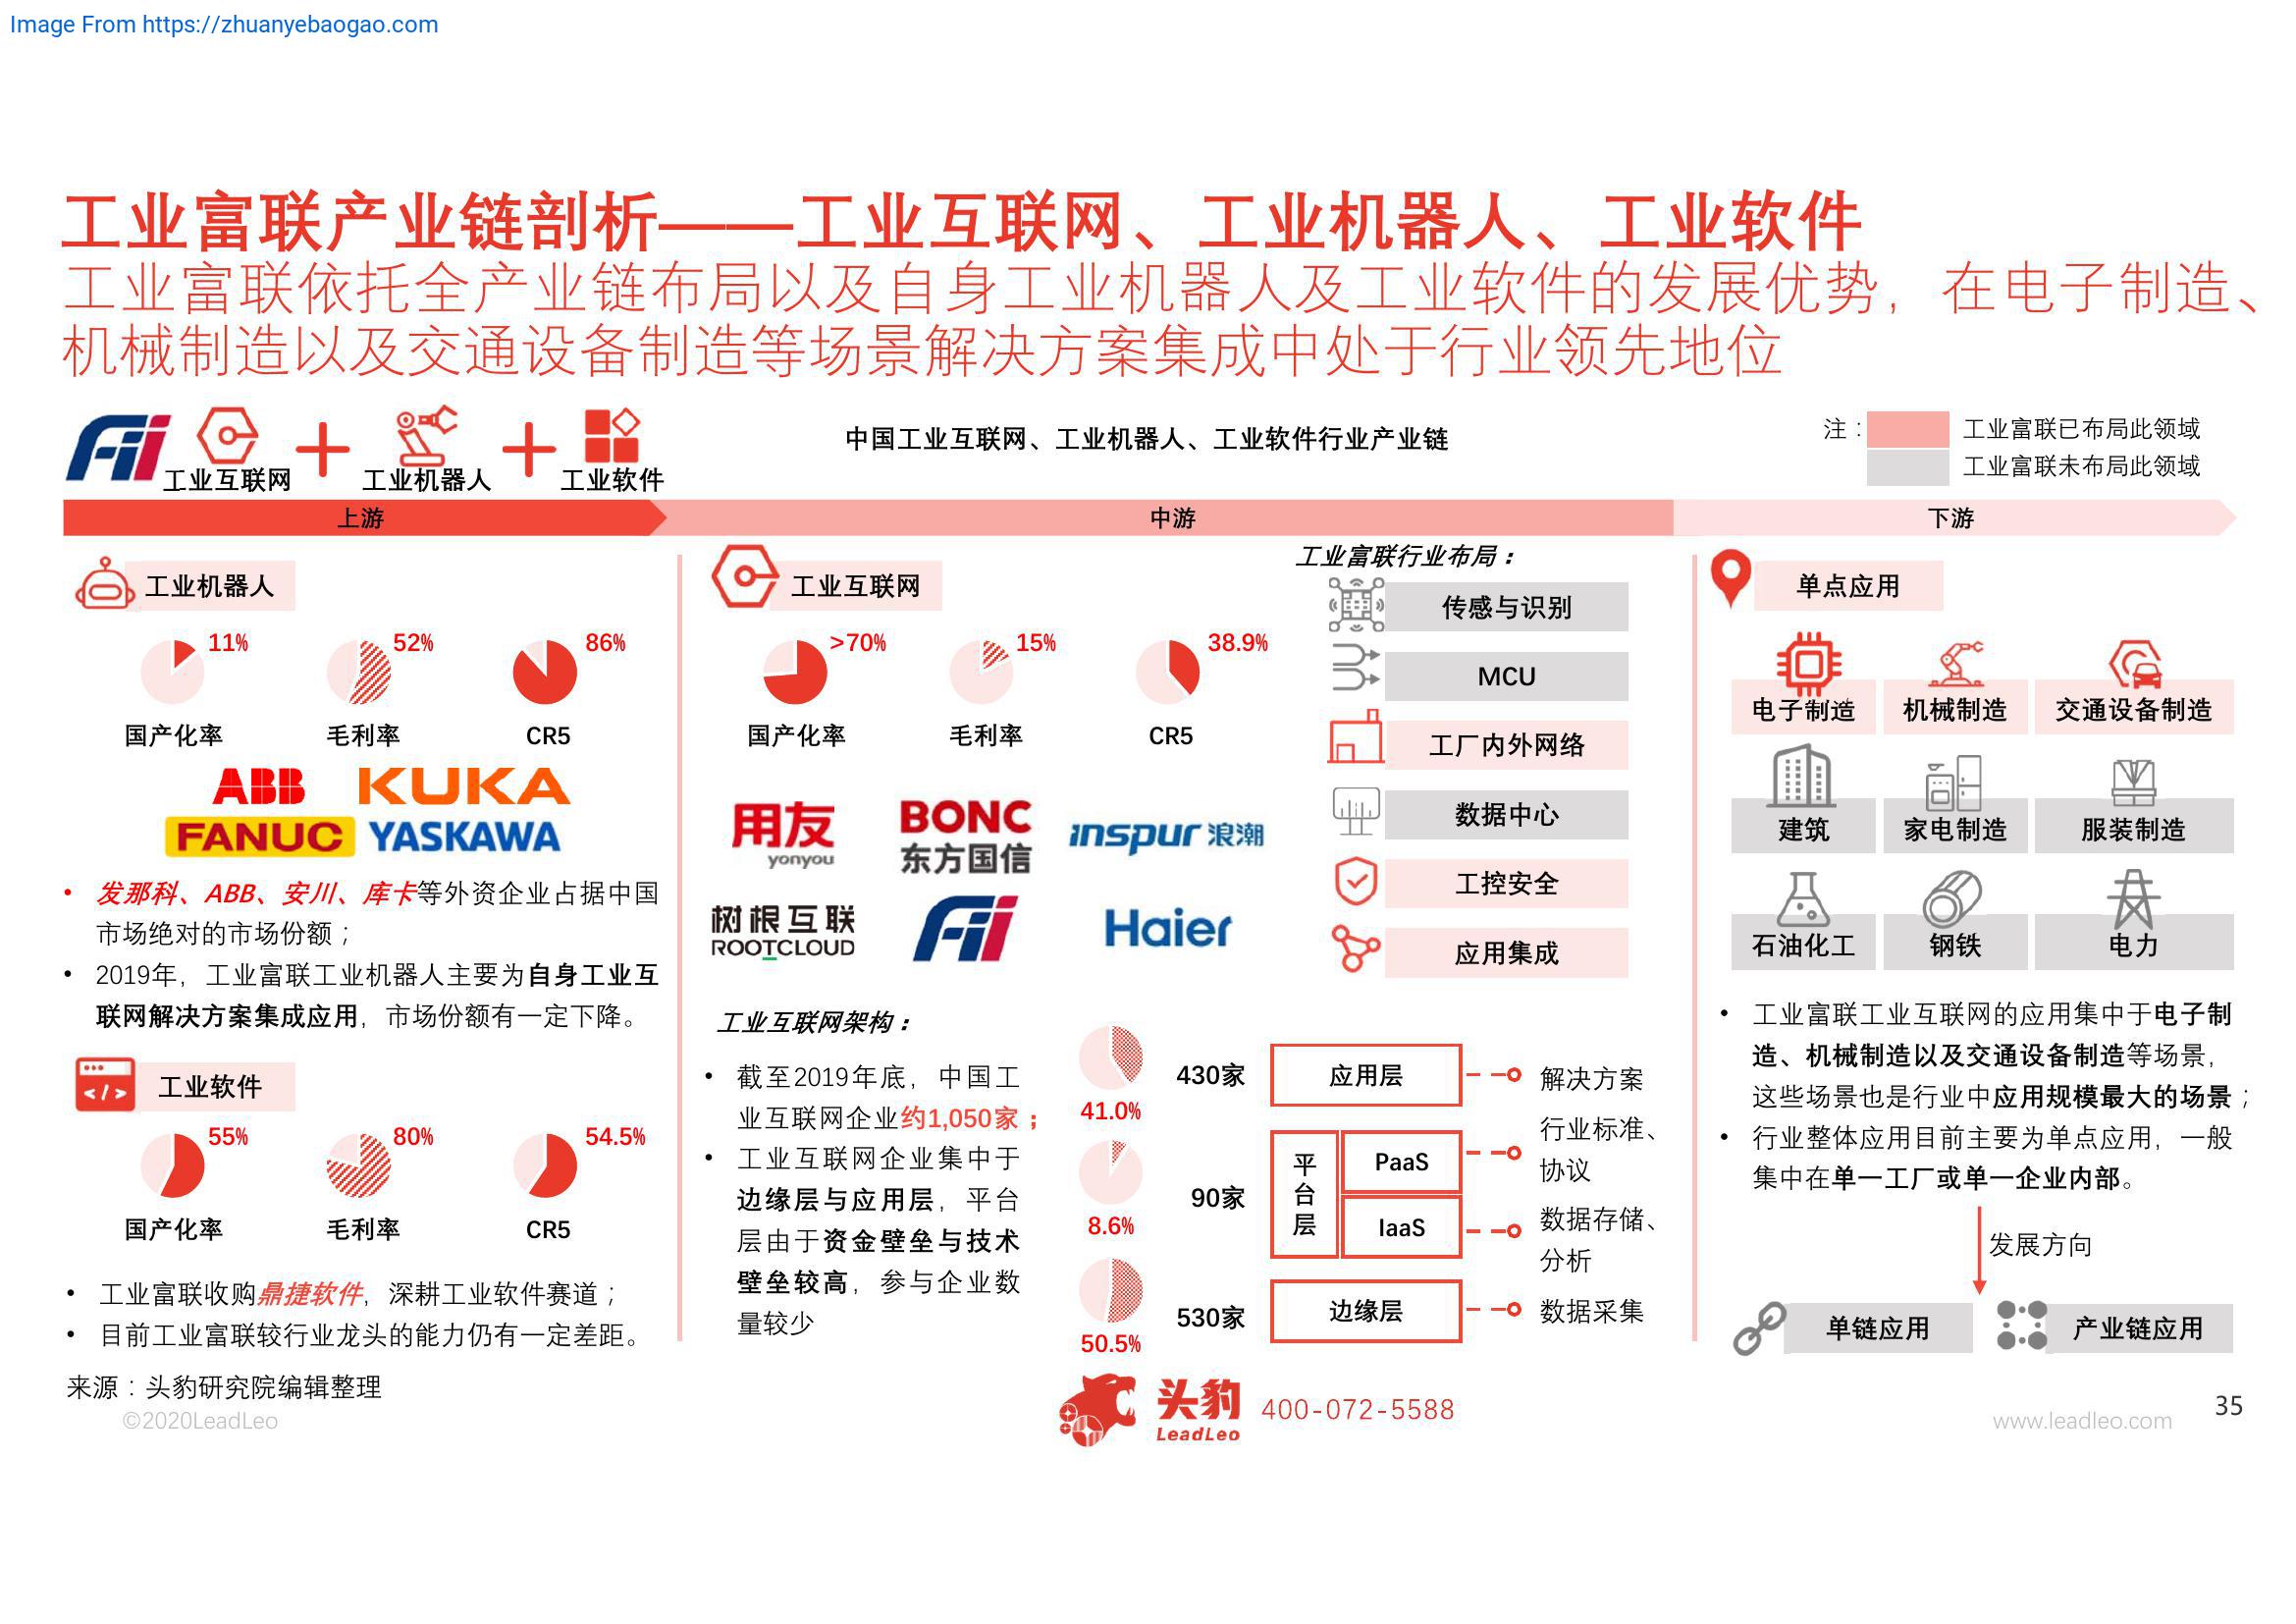 Image From https://zhuanyebaogao.com
工业富联产业链剖析——工业互联网、工业机器人、工业软件
工业富联依托全产业链布局以及自身工业机器人及工业软件的发展优势，在电子制造、
机械制造以及交通设备制造等场景解决方案集成中处于行业领先地位
Fii
工业互联网
工业机器人
工业软件
中国工业互联网、工业机器人、工业软件行业产业链
注：
工业富联已布局此领域
工业富联未布局此领域
上游
中游
下游
工业机器人
11%
52%
86%
国产化率
毛利率
CR5
ABB
KUKA
FANUC
YASKAWA
• 发那科、ABB、安川、库卡等外资企业占据中国
市场绝对的市场份额；
• 2019年，工业富联工业机器人主要为自身工业互
联网解决方案集成应用，市场份额有一定下降。
工业软件
55%
80%
54.5%
国产化率
毛利率
CR5
• 工业富联收购鼎捷软件，深耕工业软件赛道；
• 目前工业富联较行业龙头的能力仍有一定差距。
工业互联网
>70%
15%
38.9%
国产化率
毛利率
CR5
用友
yonyou
BONC
东方国信
inspur 浪潮
树根互联
ROOTCLOUD
Fii
Haier
工业富联行业布局：
传感与识别
MCU
工厂内外网络
数据中心
工控安全
应用集成
工业互联网架构：
• 截至2019年底，中国工
业互联网企业约1,050家；
• 工业互联网企业集中于
边缘层与应用层，平台
层由于资金壁垒与技术
壁垒较高，参与企业数
量较少
41.0%
430家
应用层
解决方案
8.6%
90家
平台层
PaaS
行业标准、
协议
IaaS
数据存储、
分析
50.5%
530家
边缘层
数据采集
单点应用
电子制造
机械制造
交通设备制造
建筑
家电制造
服装制造
石油化工
钢铁
电力
• 工业富联工业互联网的应用集中于电子制
造、机械制造以及交通设备制造等场景，
这些场景也是行业中应用规模最大的场景；
• 行业整体应用目前主要为单点应用，一般
集中在单一工厂或单一企业内部。
发展方向
单链应用
产业链应用
来源：头豹研究院编辑整理
©2020LeadLeo
头豹
LeadLeo
400-072-5588
www.leadleo.com
35